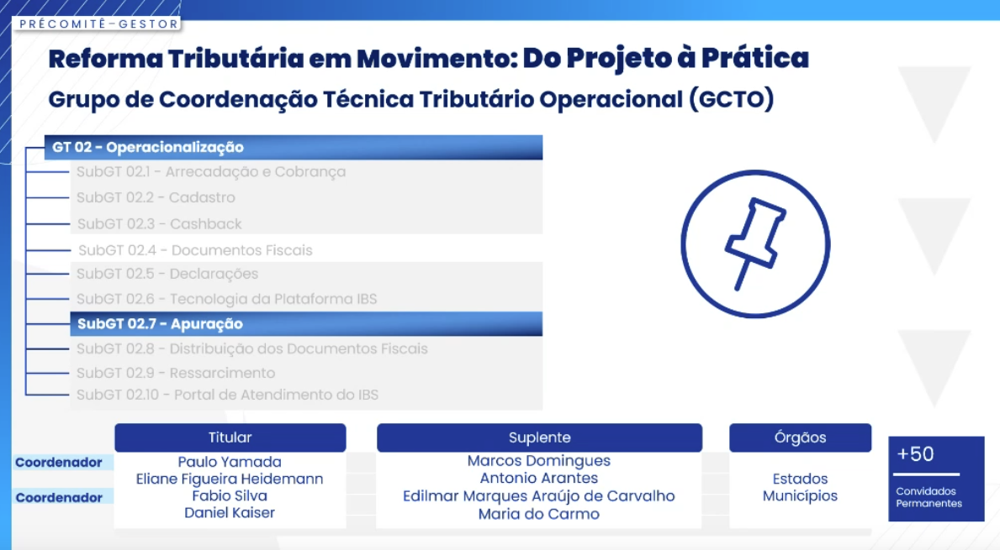 PRÉCOMITÊ-GESTOR
Reforma Tributária em Movimento: Do Projeto à Prática
Grupo de Coordenação Técnica Tributário Operacional (GCTO)
GT 02 - Operacionalização
SubGT 02.1 - Arrecadação e Cobrança
SubGT 02.2 - Cadastro
SubGT 02.3 - Cashback
SubGT 02.4 - Documentos Fiscais
SubGT 02.5 - Declarações
SubGT 02.6 - Tecnologia da Plataforma IBS
SubGT 02.7 - Apuração
SubGT 02.8 - Distribuição dos Documentos Fiscais
SubGT 02.9 - Ressarcimento
SubGT 02.10 - Portal de Atendimento do IBS
Titular Suplente Órgãos
Coordenador Paulo Yamada Marcos Domingues
Eliane Figueira Heidemann Antonio Arantes Estados
Coordenador Fabio Silva Edilmar Marques Araújo de Carvalho Municípios
Daniel Kaiser Maria do Carmo
+50
Convidados
Permanentes